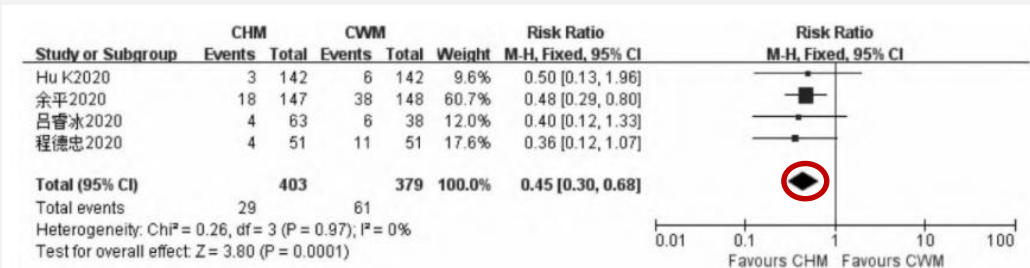 CHM CWM Risk Ratio Risk Ratio
Study or Subgroup Events Total Events Total Weight M-H, Fixed, 95% CI M-H, Fixed, 95% CI
Hu K2020 3 142 6 142 9.6% 0.50 [0.13, 1.96]
余平2020 18 147 38 148 60.7% 0.48 [0.29, 0.80]
吕睿冰2020 4 63 6 38 12.0% 0.40 [0.12, 1.33]
程德忠2020 4 51 11 51 17.6% 0.36 [0.12, 1.07]
Total (95% CI) 403 379 100.0% 0.45 [0.30, 0.68]
Total events 29 61
Heterogeneity: Chi² = 0.26, df = 3 (P = 0.97); I² = 0%
Test for overall effect: Z = 3.80 (P = 0.0001)
0.01 0.1 1 10 100
Favours CHM Favours CWM